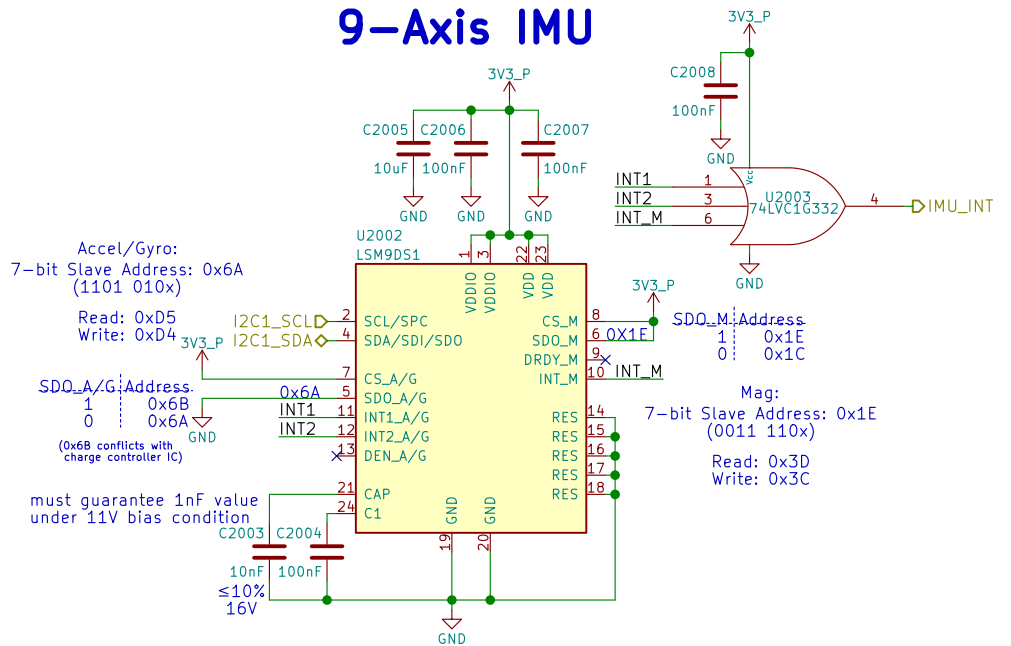 9-Axis IMU
3V3_P
C2008
100nF
GND
3V3_P
C2005
10uF
GND
C2006
100nF
GND
C2007
100nF
GND
INT1
INT2
INT_M
1
3
6
Vcc
U2003
74LVC1G332
4
IMU_INT
GND
U2002
LSM9DS1
1
3
22
23
VDDIO
VDDIO
VDD
VDD
Accel/Gyro:
7-bit Slave Address: 0x6A
(1101 010x)
Read: 0xD5
Write: 0xD4
3V3_P
I2C1_SCL
I2C1_SDA
2 SCL/SPC
4 SDA/SDI/SDO
7 CS_A/G
5 SDO_A/G
11 INT1_A/G
12 INT2_A/G
13 DEN_A/G
21 CAP
24 C1
0x6A
INT1
INT2
GND
SDO_A/G Address
1 0x6B
0 0x6A
(0x6B conflicts with
charge controller IC)
must guarantee 1nF value
under 11V bias condition
C2003
10nF
≤10%
16V
C2004
100nF
CS_M 8
SDO_M 6
DRDY_M 9
INT_M 10
RES 14
RES 15
RES 16
RES 17
RES 18
GND
GND
19
20
GND
3V3_P
0X1E
INT_M
SDO_M Address
1 0x1E
0 0x1C
Mag:
7-bit Slave Address: 0x1E
(0011 110x)
Read: 0x3D
Write: 0x3C